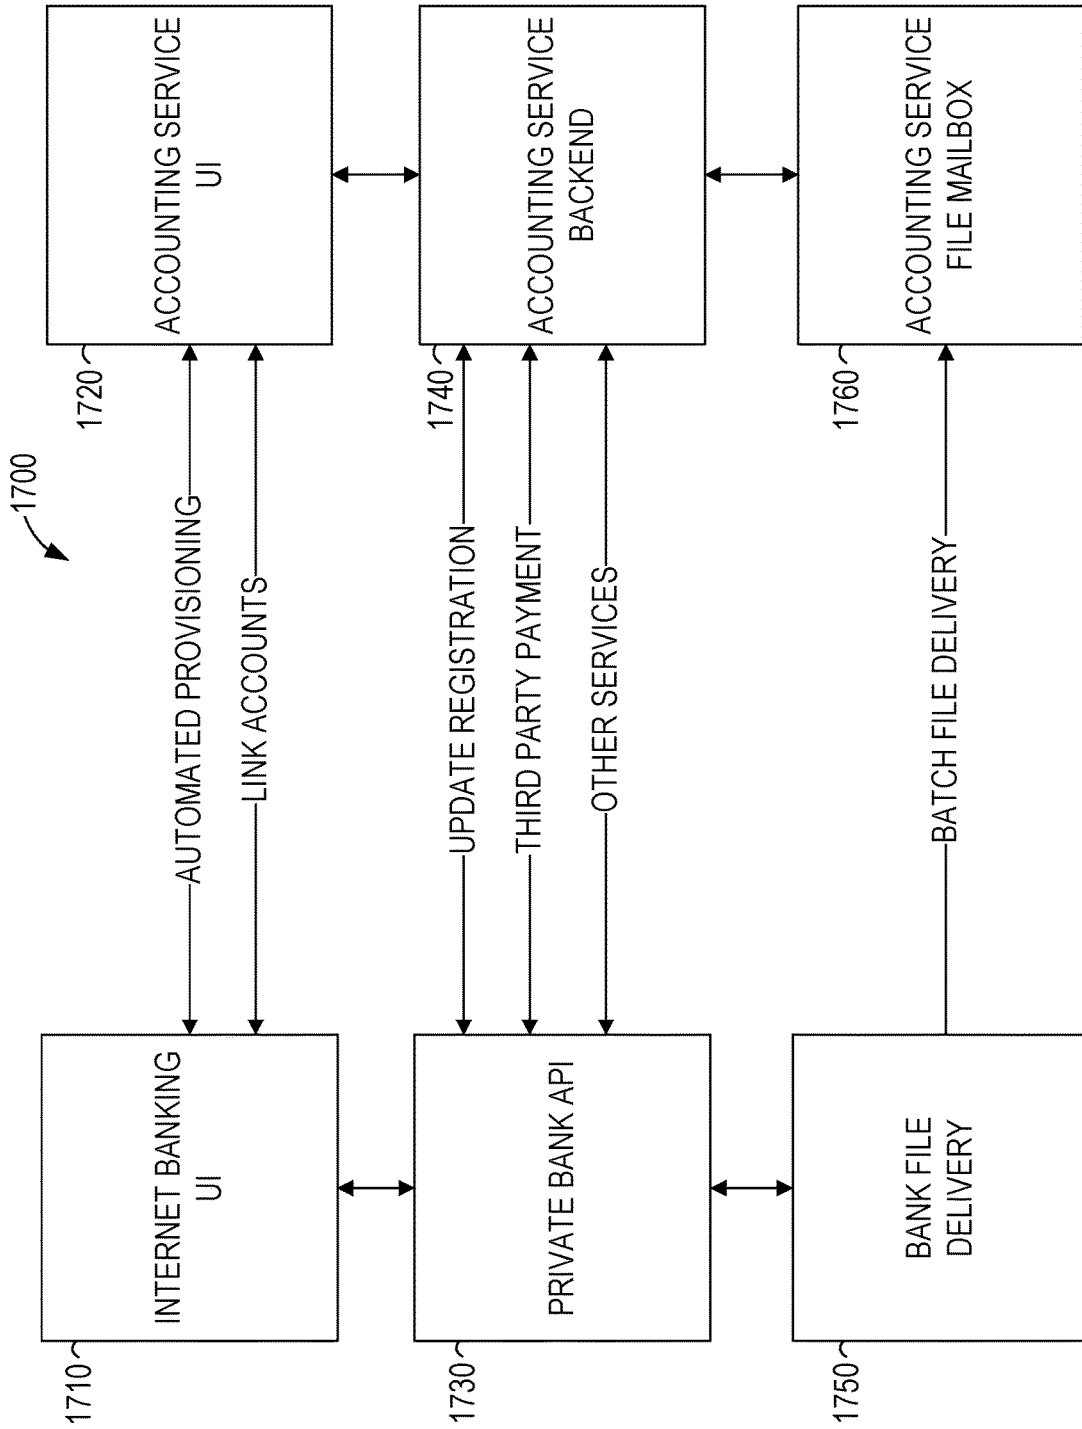 1700
1710
INTERNET BANKING
UI
AUTOMATED PROVISIONING
LINK ACCOUNTS
1720
ACCOUNTING SERVICE
UI
1730
PRIVATE BANK API
UPDATE REGISTRATION
THIRD PARTY PAYMENT
OTHER SERVICES
1740
ACCOUNTING SERVICE
BACKEND
1750
BANK FILE
DELIVERY
BATCH FILE DELIVERY
1760
ACCOUNTING SERVICE
FILE MAILBOX